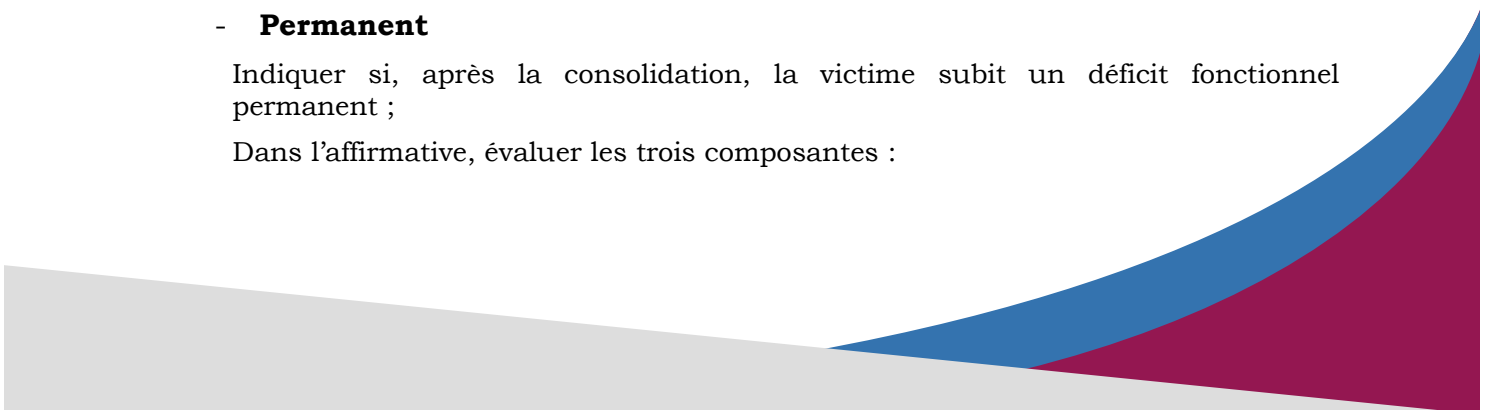 - Permanent
Indiquer si, après la consolidation, la victime subit un déficit fonctionnel
permanent ;
Dans l’affirmative, évaluer les trois composantes :